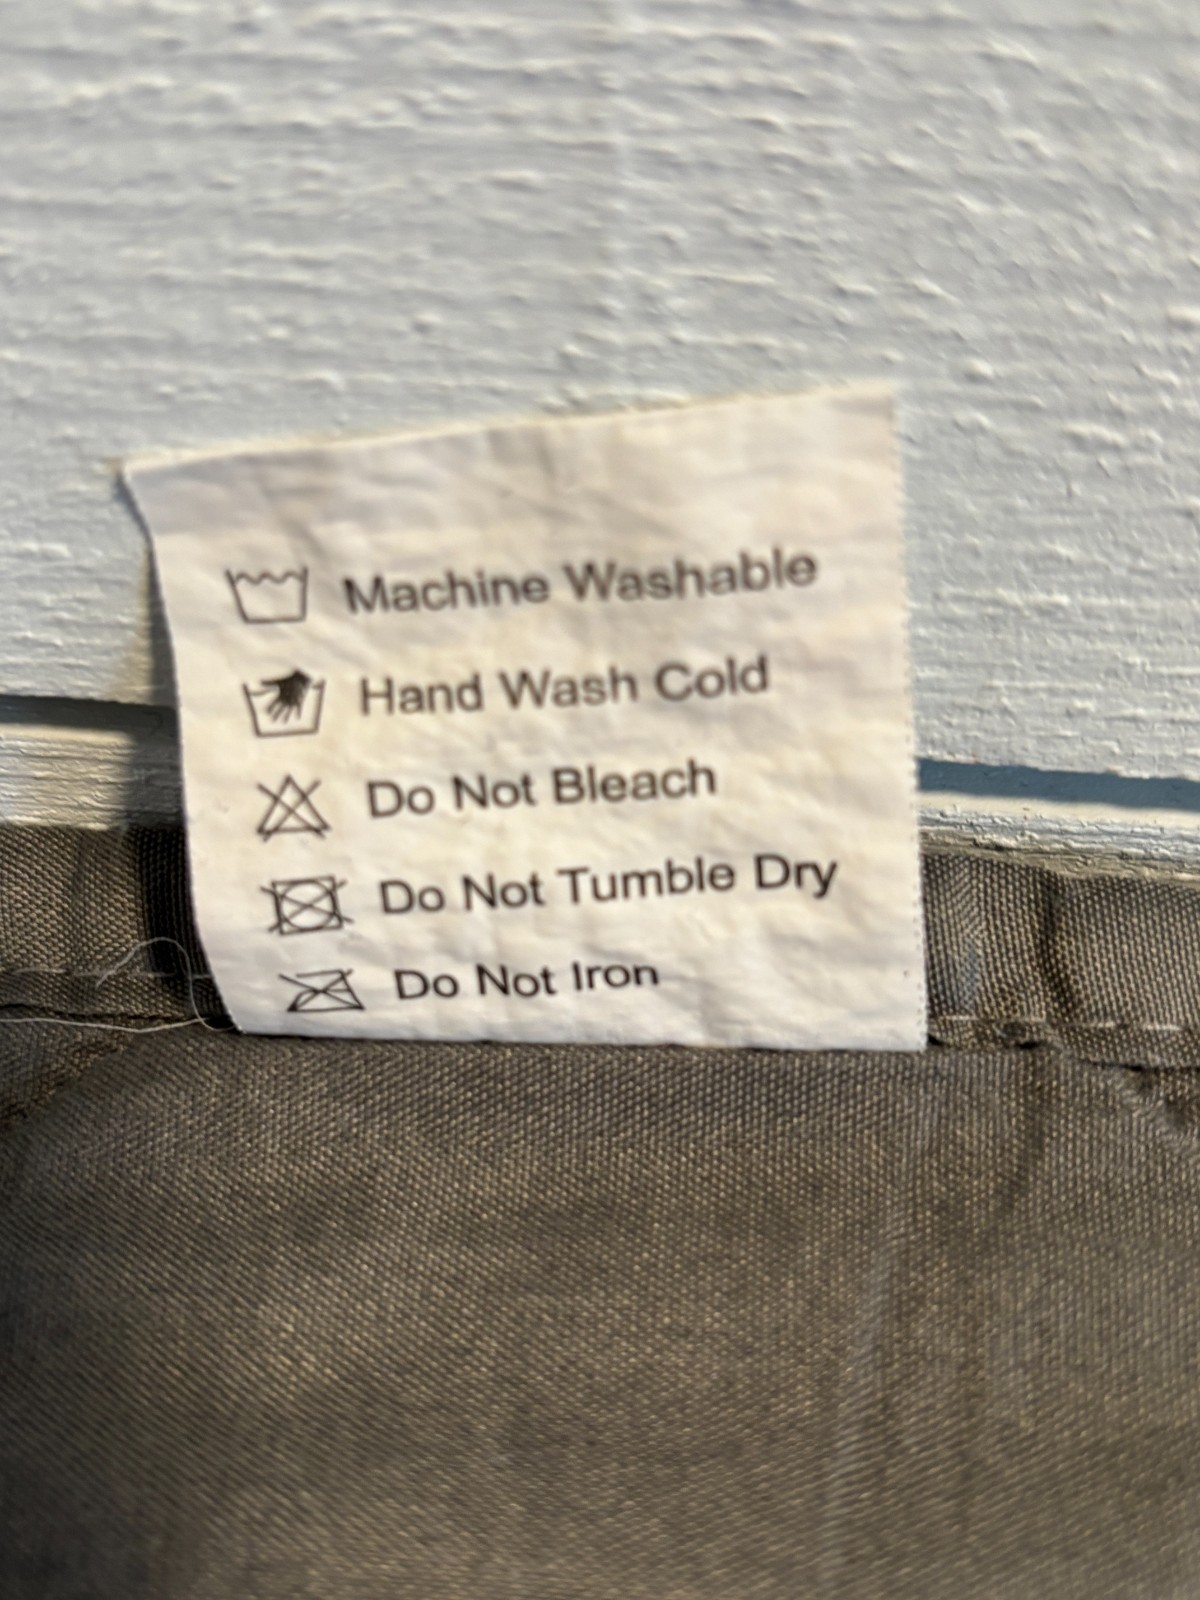 Machine Washable
Hand Wash Cold
Do Not Bleach
Do Not Tumble Dry
Do Not Iron